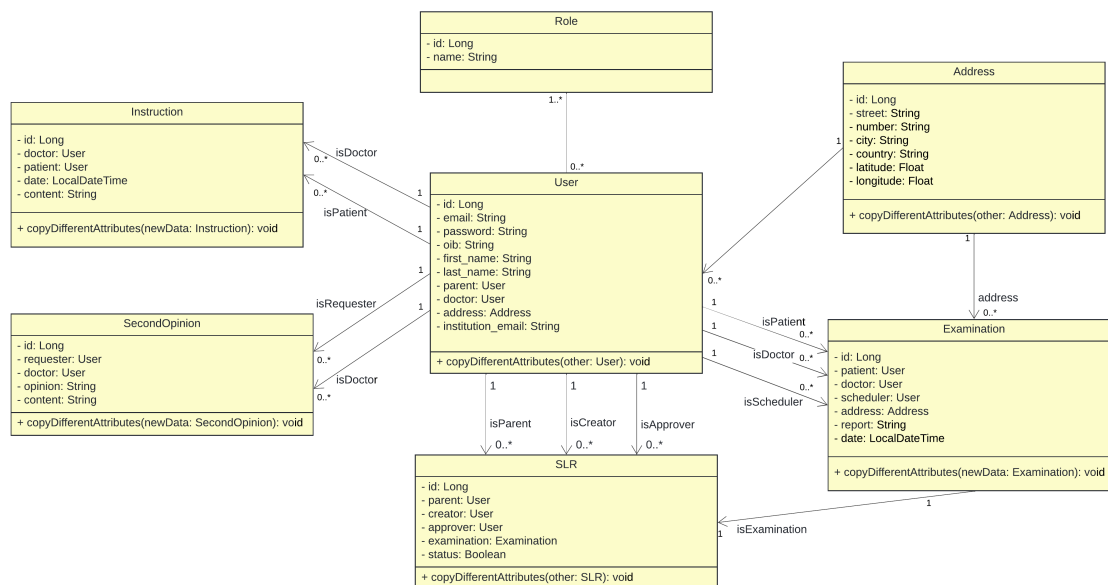 Role
- id: Long
- name: String
1..*
0..*
Address
- id: Long
- street: String
- number: String
- city: String
- country: String
- latitude: Float
- longitude: Float
+ copyDifferentAttributes(other: Address): void
1
0..*
1
address
0..*
Instruction
- id: Long
- doctor: User
- patient: User
- date: LocalDateTime
- content: String
+ copyDifferentAttributes(newData: Instruction): void
0..*
isDoctor
1
0..*
isPatient
1
User
- id: Long
- email: String
- password: String
- oib: String
- first_name: String
- last_name: String
- parent: User
- doctor: User
- address: Address
- institution_email: String
+ copyDifferentAttributes(other: User): void
1
isRequester
0..*
1
isDoctor
0..*
SecondOpinion
- id: Long
- requester: User
- doctor: User
- opinion: String
- content: String
+ copyDifferentAttributes(newData: SecondOpinion): void
1
isPatient
0..*
1
isDoctor
0..*
1
isScheduler
0..*
Examination
- id: Long
- patient: User
- doctor: User
- scheduler: User
- address: Address
- report: String
- date: LocalDateTime
+ copyDifferentAttributes(newData: Examination): void
1
isParent
0..*
1
isCreator
0..*
1
isApprover
0..*
SLR
- id: Long
- parent: User
- creator: User
- approver: User
- examination: Examination
- status: Boolean
+ copyDifferentAttributes(other: SLR): void
1
isExamination
1